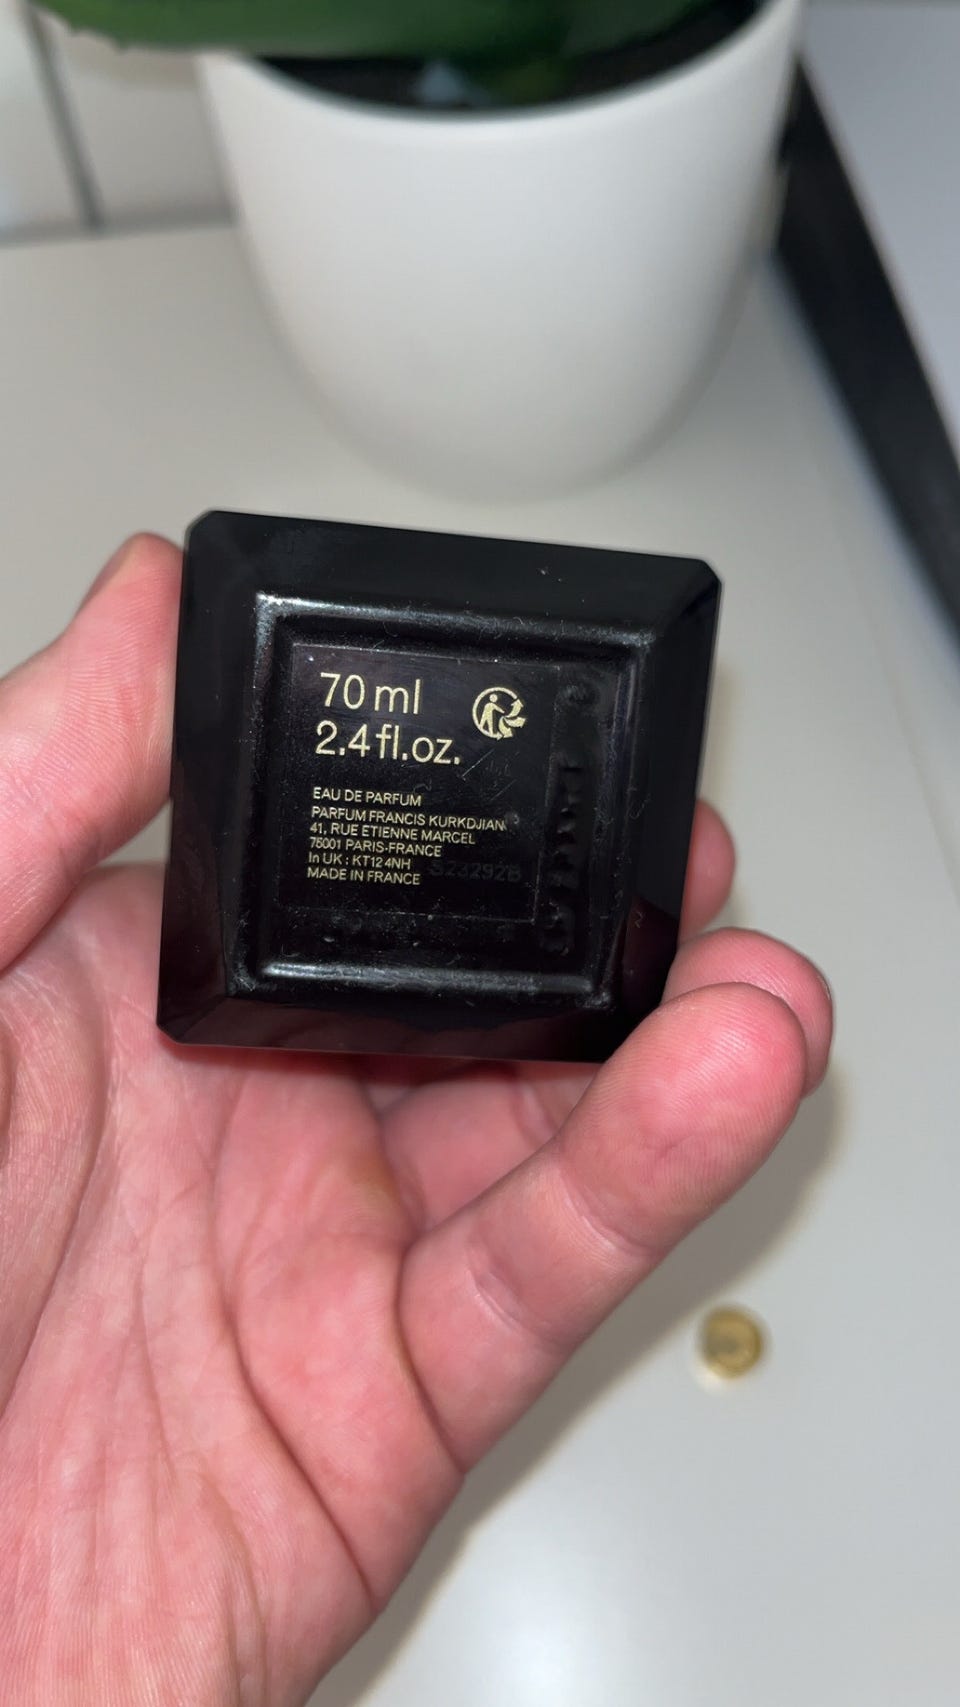 70 ml
2.4 fl.oz.
EAU DE PARFUM
PARFUM FRANCIS KURKDJIAN
41, RUE ETIENNE MARCEL
75001 PARIS-FRANCE
In UK : KT12 4NH
MADE IN FRANCE